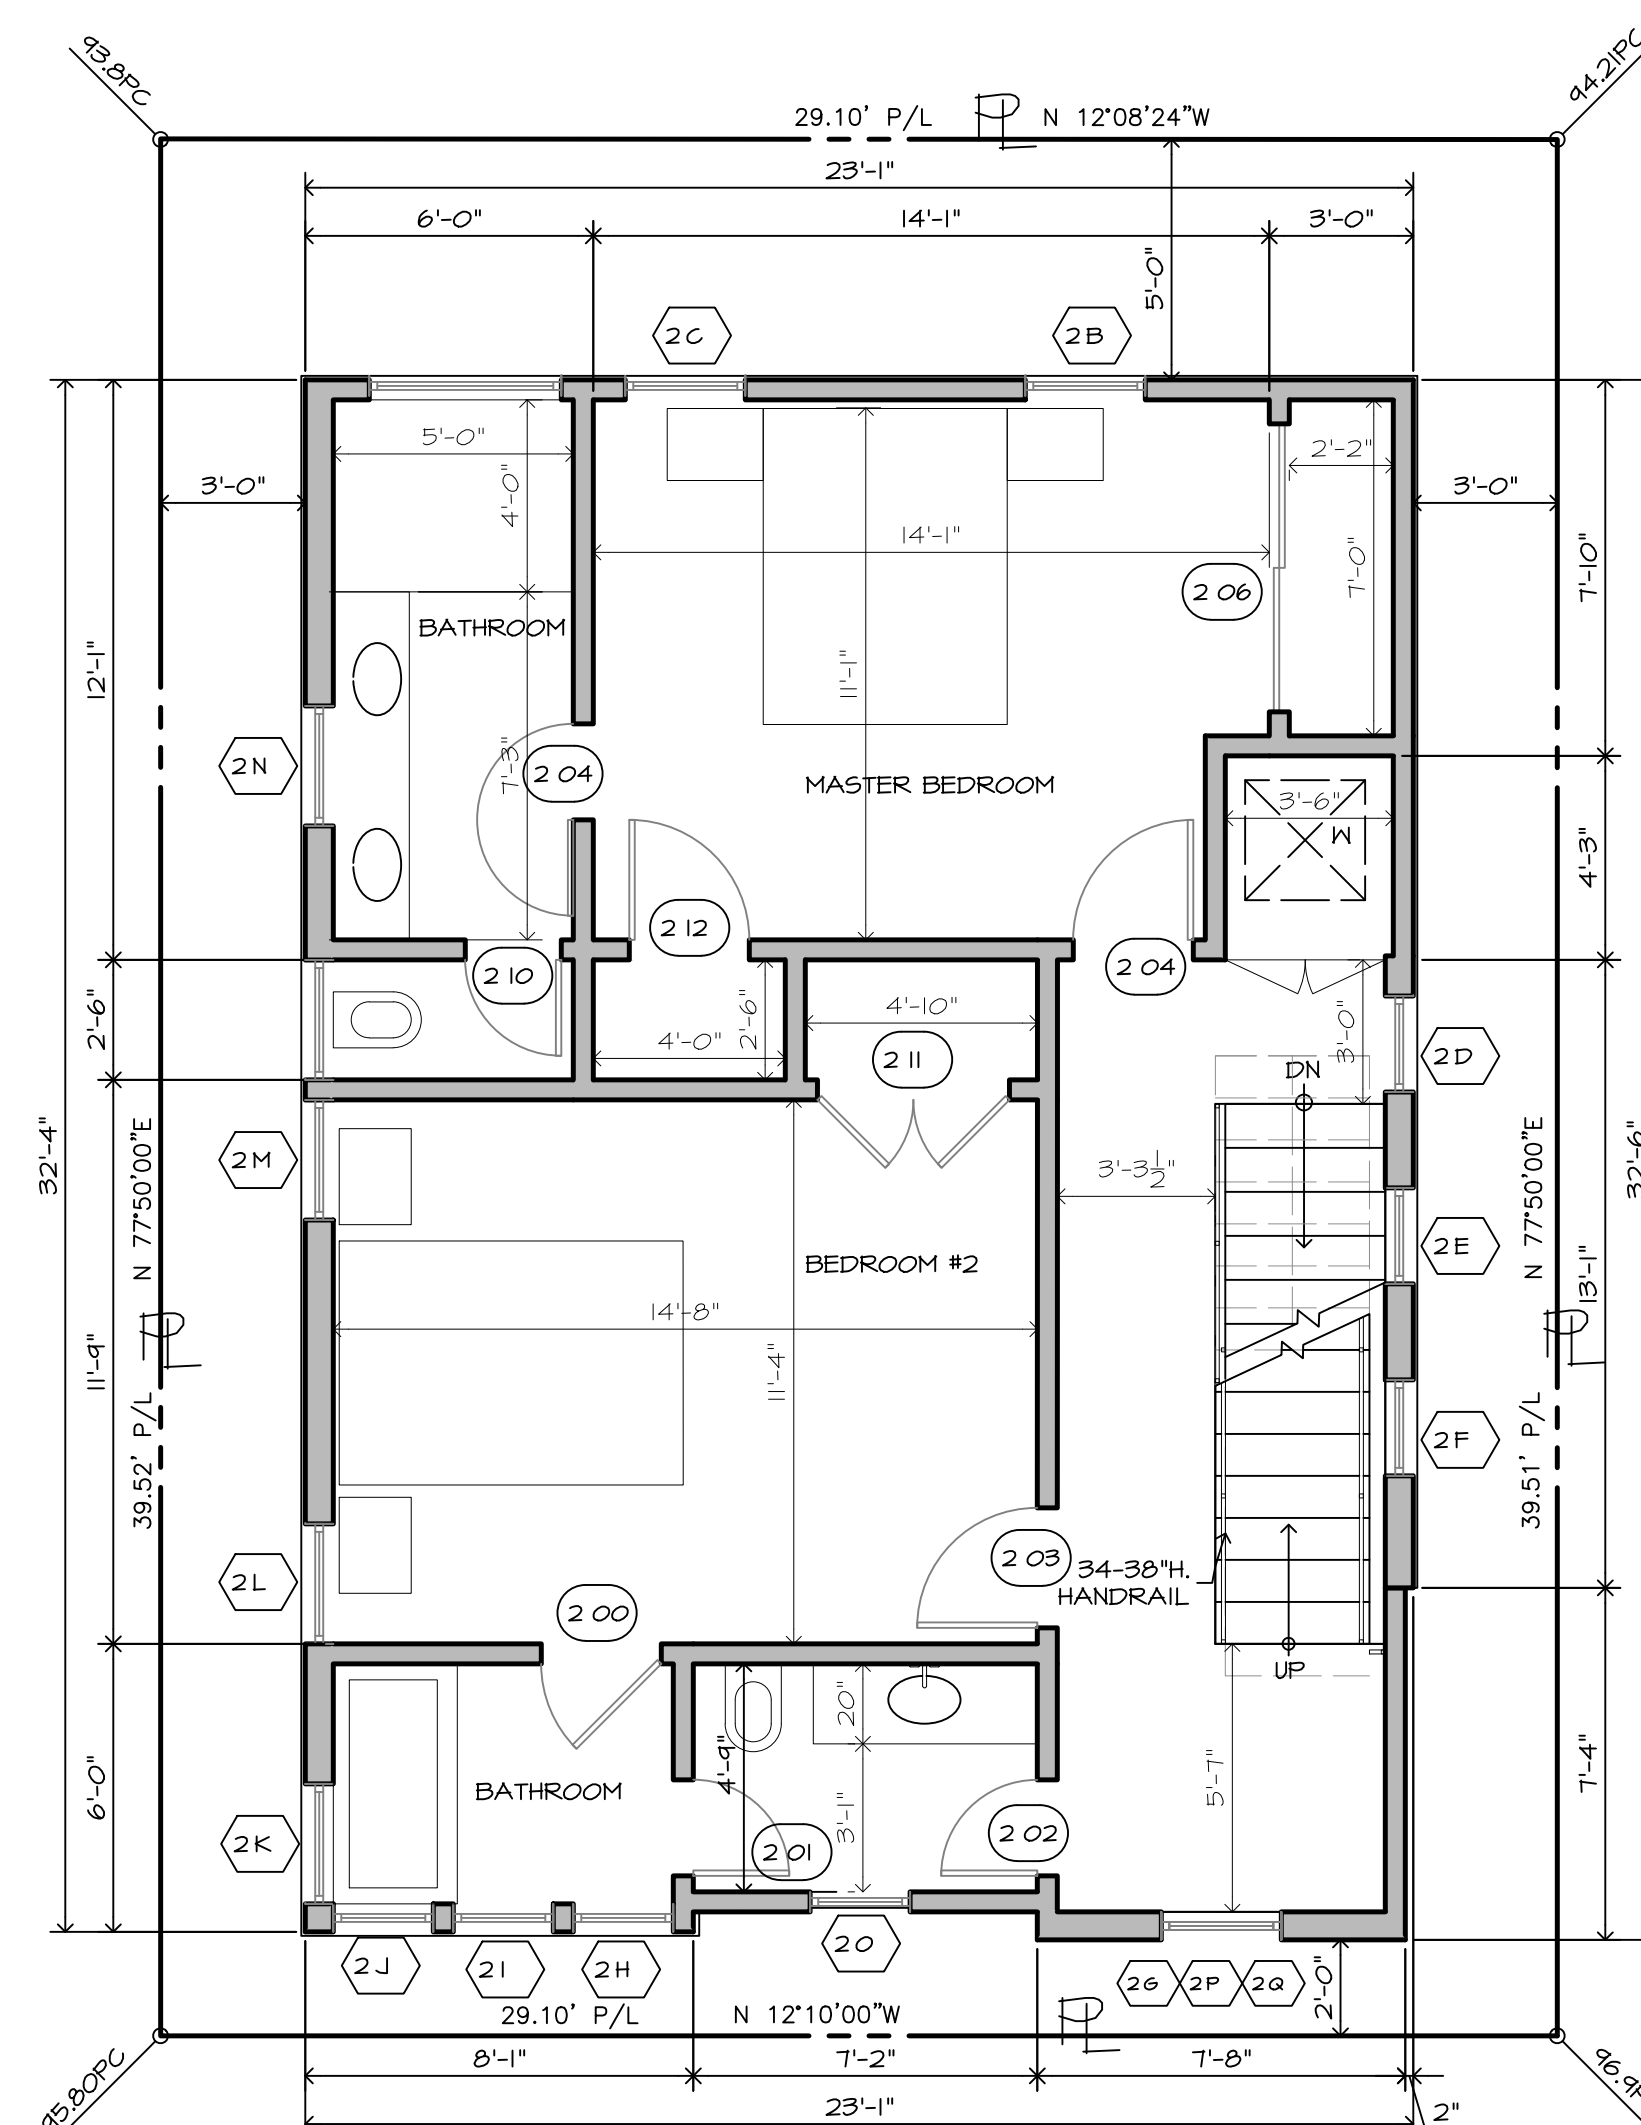 93.8PC
94.21PC
29.10' P/L
N 12°08'24"W
23'-1"
6'-0"
14'-1"
3'-0"
5'-0"
2C
2B
5'-0"
4'-0"
2'-2"
3'-0"
3'-0"
14'-1"
7'-0"
7'-10"
2 06
BATHROOM
12'-1"
11'-1"
2N
7'-3"
2 04
MASTER BEDROOM
3'-6"
M
4'-3"
2 12
2 10
2 04
2'-6"
4'-0"
2'-6"
4'-10"
2 11
3'-0"
2D
DN
32'-4"
N 77°50'00"E
2M
3'-3 1/2"
N 77°50'00"E
32'-6"
2E
BEDROOM #2
14'-8"
13'-1"
11'-9"
11'-4"
39.52' P/L
39.51' P/L
2F
2L
2 00
2 03
34-38"H.
HANDRAIL
UP
6'-0"
BATHROOM
4'-9"
20"
3'-1"
5'-7"
7'-4"
2K
2 01
2 02
2J
2I
2H
2O
2G
2P
2Q
2'-0"
29.10' P/L
N 12°10'00"W
95.80PC
8'-1"
7'-2"
7'-8"
23'-1"
2"